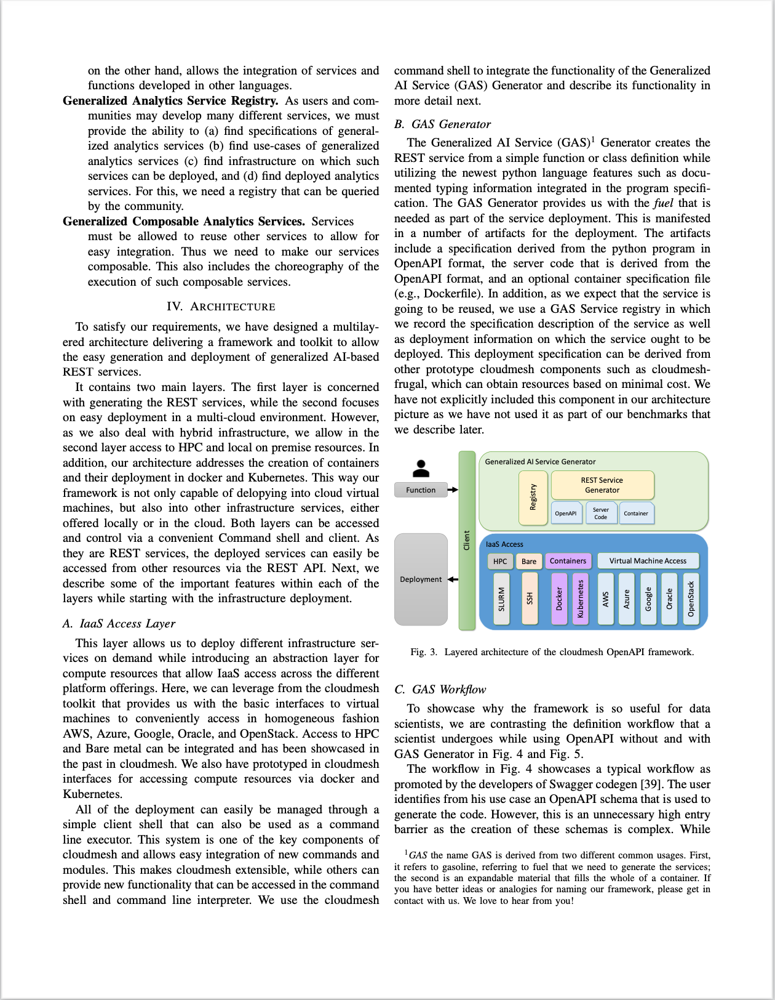 on the other hand, allows the integration of services and
functions developed in other languages.
Generalized Analytics Service Registry. As users and com-
munities may develop many different services, we must
provide the ability to (a) find specifications of general-
ized analytics services (b) find use-cases of generalized
analytics services (c) find infrastructure on which such
services can be deployed, and (d) find deployed analytics
services. For this, we need a registry that can be queried
by the community.
Generalized Composable Analytics Services. Services
must be allowed to reuse other services to allow for
easy integration. Thus we need to make our services
composable. This also includes the choreography of the
execution of such composable services.
IV. ARCHITECTURE
To satisfy our requirements, we have designed a multilay-
ered architecture delivering a framework and toolkit to allow
the easy generation and deployment of generalized AI-based
REST services.
It contains two main layers. The first layer is concerned
with generating the REST services, while the second focuses
on easy deployment in a multi-cloud environment. However,
as we also deal with hybrid infrastructure, we allow in the
second layer access to HPC and local on premise resources. In
addition, our architecture addresses the creation of containers
and their deployment in docker and Kubernetes. This way our
framework is not only capable of delopying into cloud virtual
machines, but also into other infrastructure services, either
offered locally or in the cloud. Both layers can be accessed
and control via a convenient Command shell and client. As
they are REST services, the deployed services can easily be
accessed from other resources via the REST API. Next, we
describe some of the important features within each of the
layers while starting with the infrastructure deployment.
A. IaaS Access Layer
This layer allows us to deploy different infrastructure ser-
vices on demand while introducing an abstraction layer for
compute resources that allow IaaS access across the different
platform offerings. Here, we can leverage from the cloudmesh
toolkit that provides us with the basic interfaces to virtual
machines to conveniently access in homogeneous fashion
AWS, Azure, Google, Oracle, and OpenStack. Access to HPC
and Bare metal can be integrated and has been showcased in
the past in cloudmesh. We also have prototyped in cloudmesh
interfaces for accessing compute resources via docker and
Kubernetes.
All of the deployment can easily be managed through a
simple client shell that can also be used as a command
line executor. This system is one of the key components of
cloudmesh and allows easy integration of new commands and
modules. This makes cloudmesh extensible, while others can
provide new functionality that can be accessed in the command
shell and command line interpreter. We use the cloudmesh
command shell to integrate the functionality of the Generalized
AI Service (GAS) Generator and describe its functionality in
more detail next.
B. GAS Generator
The Generalized AI Service (GAS)1 Generator creates the
REST service from a simple function or class definition while
utilizing the newest python language features such as docu-
mented typing information integrated in the program specifi-
cation. The GAS Generator provides us with the fuel that is
needed as part of the service deployment. This is manifested
in a number of artifacts for the deployment. The artifacts
include a specification derived from the python program in
OpenAPI format, the server code that is derived from the
OpenAPI format, and an optional container specification file
(e.g., Dockerfile). In addition, as we expect that the service is
going to be reused, we use a GAS Service registry in which
we record the specification description of the service as well
as deployment information on which the service ought to be
deployed. This deployment specification can be derived from
other prototype cloudmesh components such as cloudmesh-
frugal, which can obtain resources based on minimal cost. We
have not explicitly included this component in our architecture
picture as we have not used it as part of our benchmarks that
we describe later.
Function
Deployment
Client
Generalized AI Service Generator
Registry
REST Service
Generator
OpenAPI
Server
Code
Container
IaaS Access
HPC
Bare
Containers
Virtual Machine Access
SLURM
SSH
Docker
Kubernetes
AWS
Azure
Google
Oracle
OpenStack
Fig. 3. Layered architecture of the cloudmesh OpenAPI framework.
C. GAS Workflow
To showcase why the framework is so useful for data
scientists, we are contrasting the definition workflow that a
scientist undergoes while using OpenAPI without and with
GAS Generator in Fig. 4 and Fig. 5.
The workflow in Fig. 4 showcases a typical workflow as
promoted by the developers of Swagger codegen [39]. The user
identifies from his use case an OpenAPI schema that is used to
generate the code. However, this is an unnecessary high entry
barrier as the creation of these schemas is complex. While
1GAS the name GAS is derived from two different common usages. First,
it refers to gasoline, referring to fuel that we need to generate the services;
the second is an expandable material that fills the whole of a container. If
you have better ideas or analogies for naming our framework, please get in
contact with us. We love to hear from you!